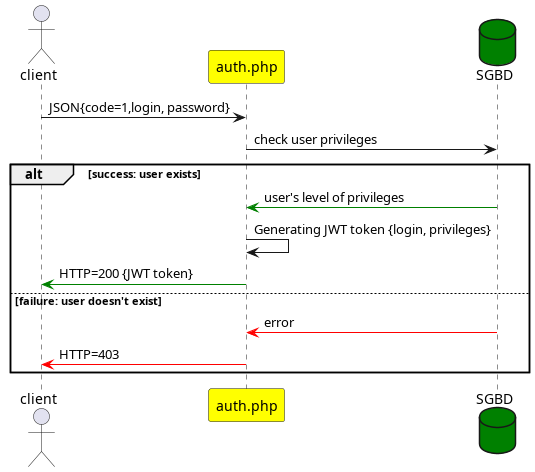 client
auth.php
SGBD
JSON{code=1,login, password}
check user privileges
alt [success: user exists]
user's level of privileges
Generating JWT token {login, privileges}
HTTP=200 {JWT token}
[failure: user doesn't exist]
error
HTTP=403
client
auth.php
SGBD